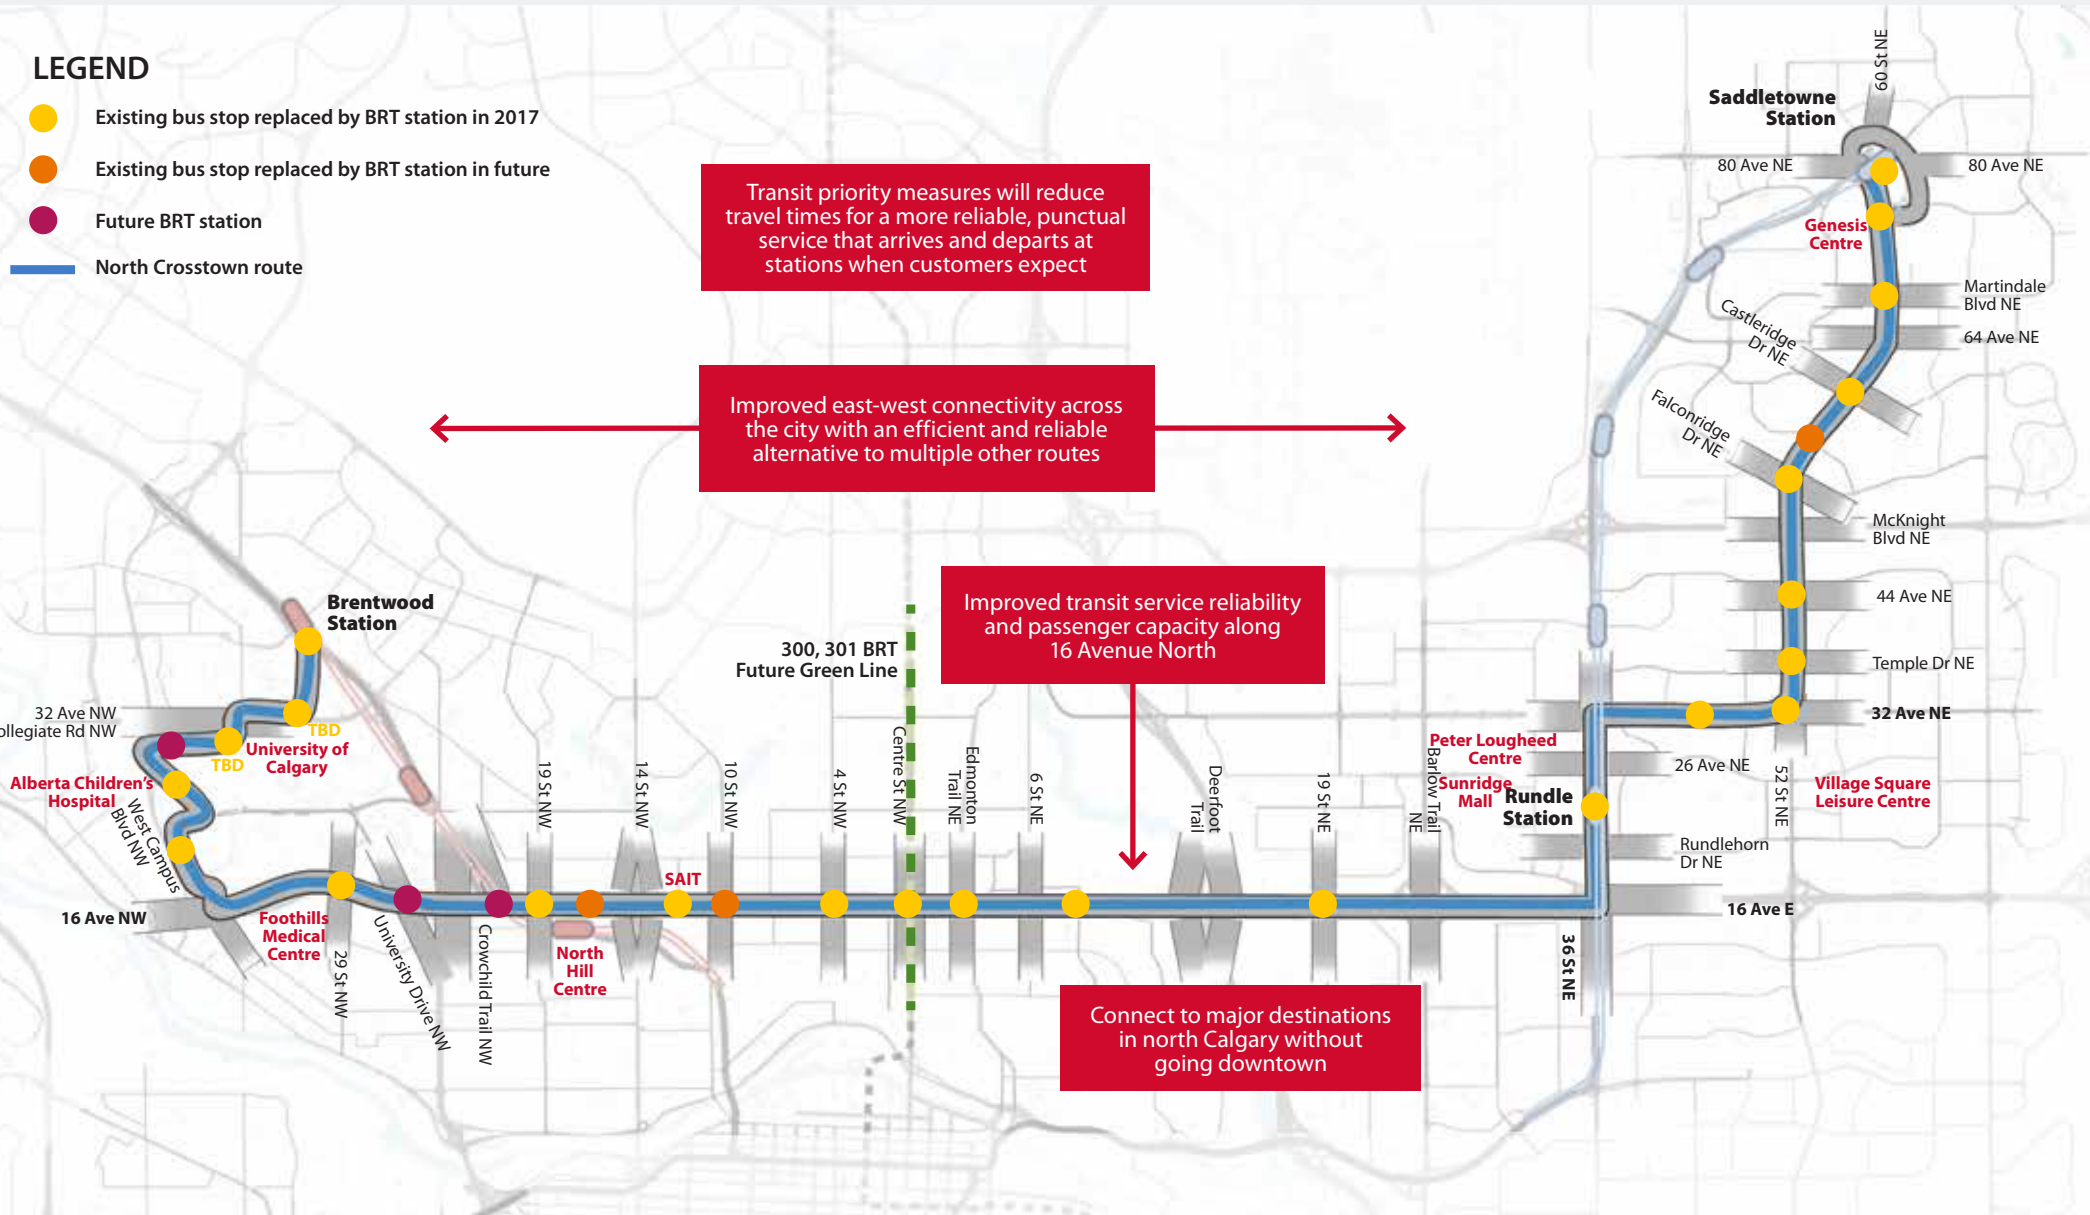 LEGEND
Existing bus stop replaced by BRT station in 2017
Existing bus stop replaced by BRT station in future
Future BRT station
North Crosstown route
Transit priority measures will reduce
travel times for a more reliable, punctual
service that arrives and departs at
stations when customers expect
Improved east-west connectivity across
the city with an efficient and reliable
alternative to multiple other routes
Improved transit service reliability
and passenger capacity along
16 Avenue North
Connect to major destinations
in north Calgary without
going downtown
60 St NE
Saddletowne
Station
80 Ave NE
80 Ave NE
Genesis
Centre
Martindale
Blvd NE
64 Ave NE
Castleridge
Dr NE
Falconridge
Dr NE
McKnight
Blvd NE
44 Ave NE
Temple Dr NE
32 Ave NE
Peter Lougheed
Centre
26 Ave NE
Sunridge
Mall
Rundle
Station
52 St NE
Village Square
Leisure Centre
Rundlehorn
Dr NE
16 Ave E
36 St NE
Barlow Trail
NE
19 St NE
Deerfoot
Trail
6 St NE
Edmonton
Trail NE
Centre St NW
300, 301 BRT
Future Green Line
4 St NW
10 St NW
SAIT
14 St NW
19 St NW
North
Hill
Centre
Crowchild Trail NW
University Drive NW
29 St NW
Foothills
Medical
Centre
16 Ave NW
West Campus
Blvd NW
Alberta Children's
Hospital
TBD
University of
Calgary
TBD
32 Ave NW
ollegiate Rd NW
Brentwood
Station